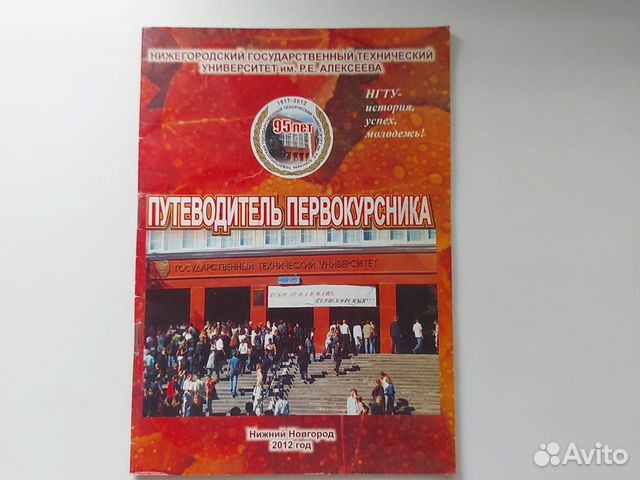 НИЖЕГОРОДСКИЙ ГОСУДАРСТВЕННЫЙ ТЕХНИЧЕСКИЙ
УНИВЕРСИТЕТ им. Р.Е. АЛЕКСЕЕВА
НГТУ-
история,
успех,
молодежь!
1917-2012
95 лет
ПУТЕВОДИТЕЛЬ ПЕРВОКУРСНИКА
ГОСУДАРСТВЕННЫЙ ТЕХНИЧЕСКИЙ УНИВЕРСИТЕТ
Нижний Новгород
2012 год
Avito